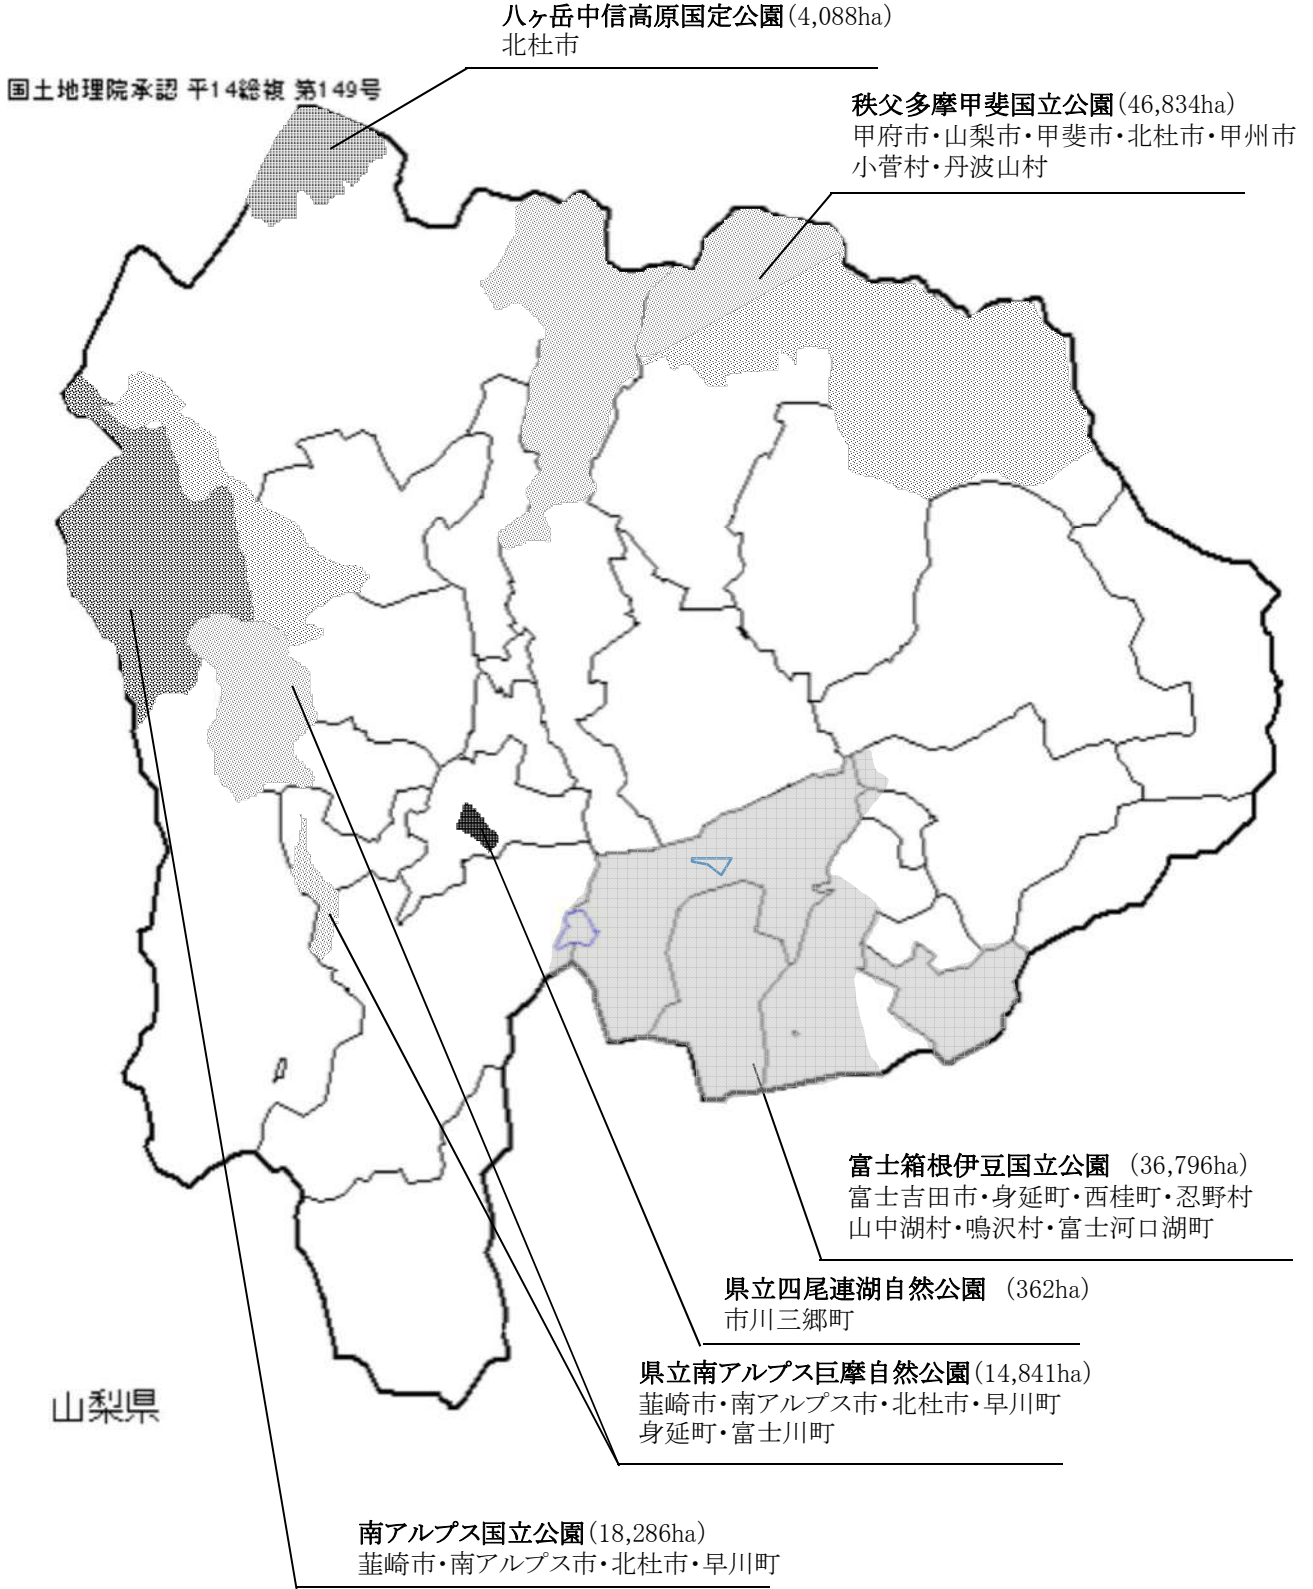 八ヶ岳中信高原国定公園(4,088ha)
北杜市
国土地理院承認 平14総複 第149号
秩父多摩甲斐国立公園(46,834ha)
甲府市・山梨市・甲斐市・北杜市・甲州市
小菅村・丹波山村
富士箱根伊豆国立公園 (36,796ha)
富士吉田市・身延町・西桂町・忍野村
山中湖村・鳴沢村・富士河口湖町
県立四尾連湖自然公園 (362ha)
市川三郷町
県立南アルプス巨摩自然公園(14,841ha)
韮崎市・南アルプス市・北杜市・早川町
身延町・富士川町
山梨県
南アルプス国立公園(18,286ha)
韮崎市・南アルプス市・北杜市・早川町